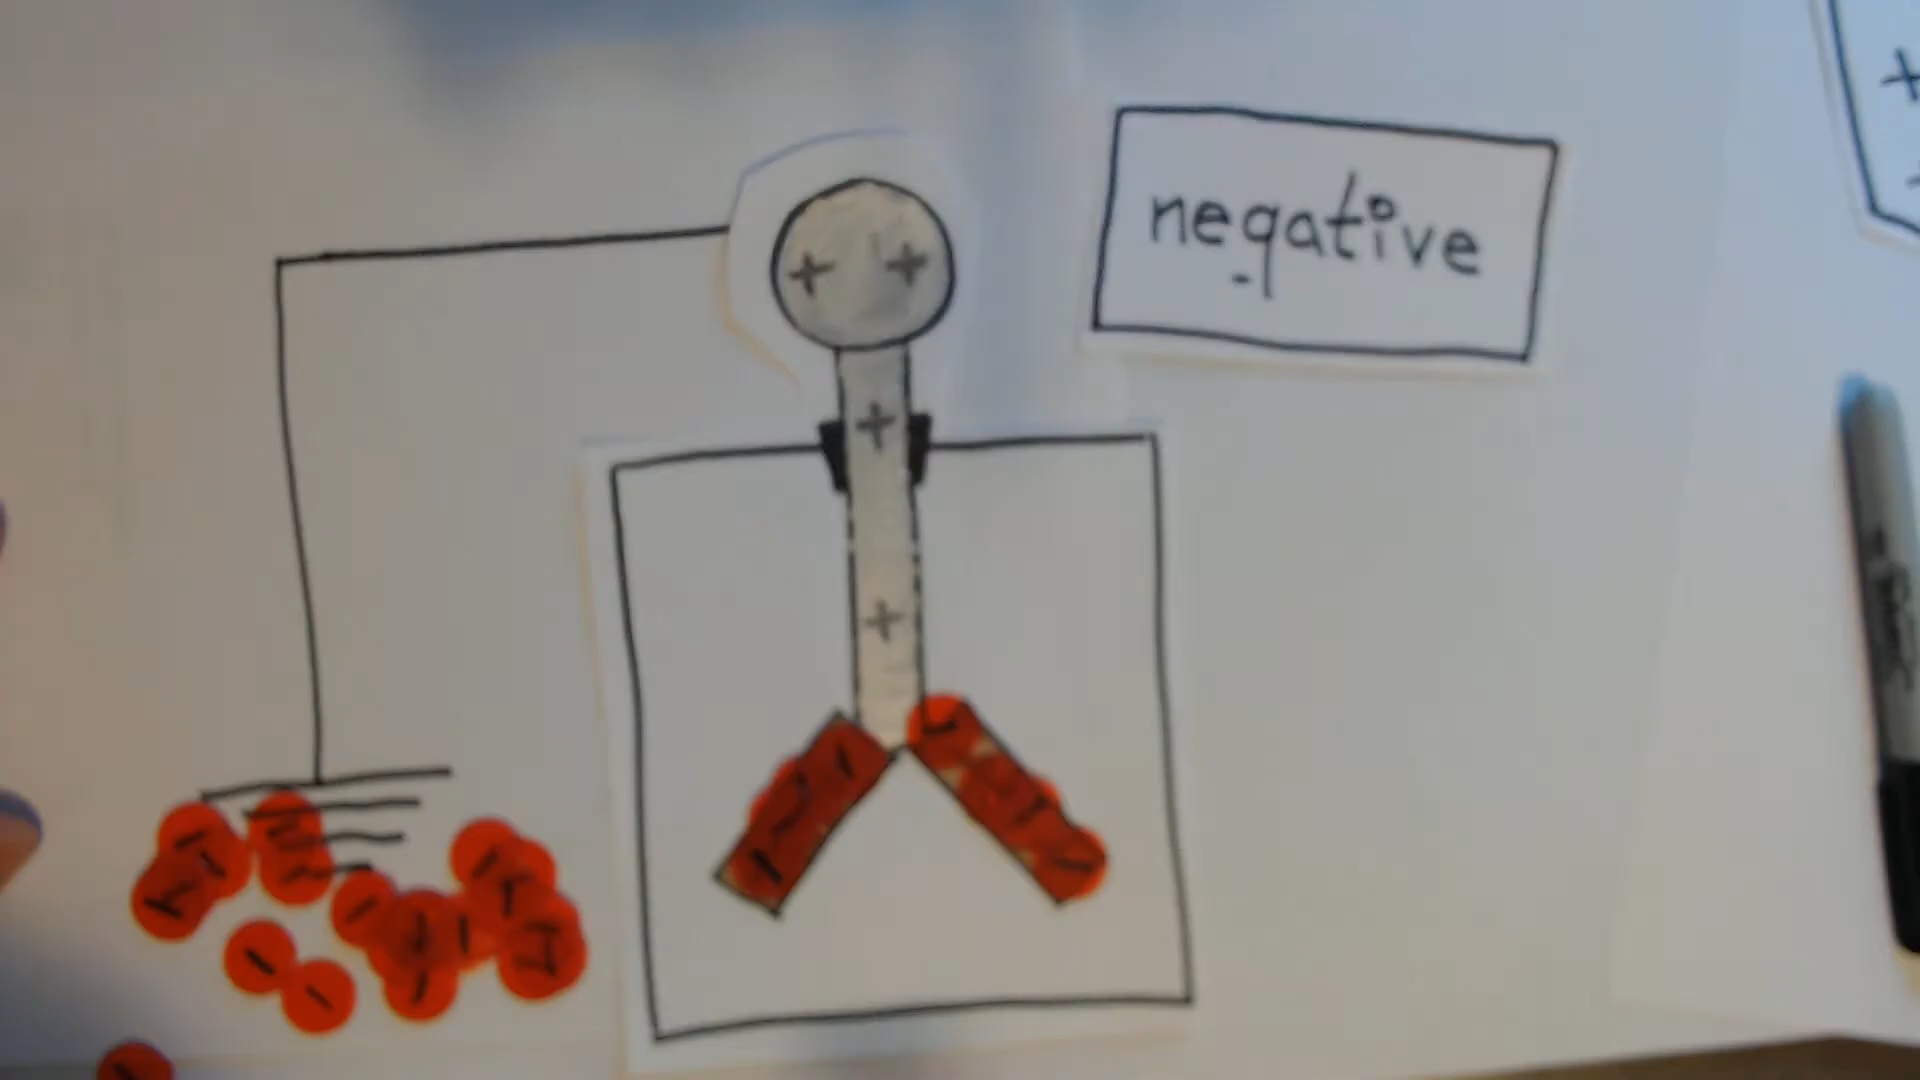 negative
+ +
+
+
+